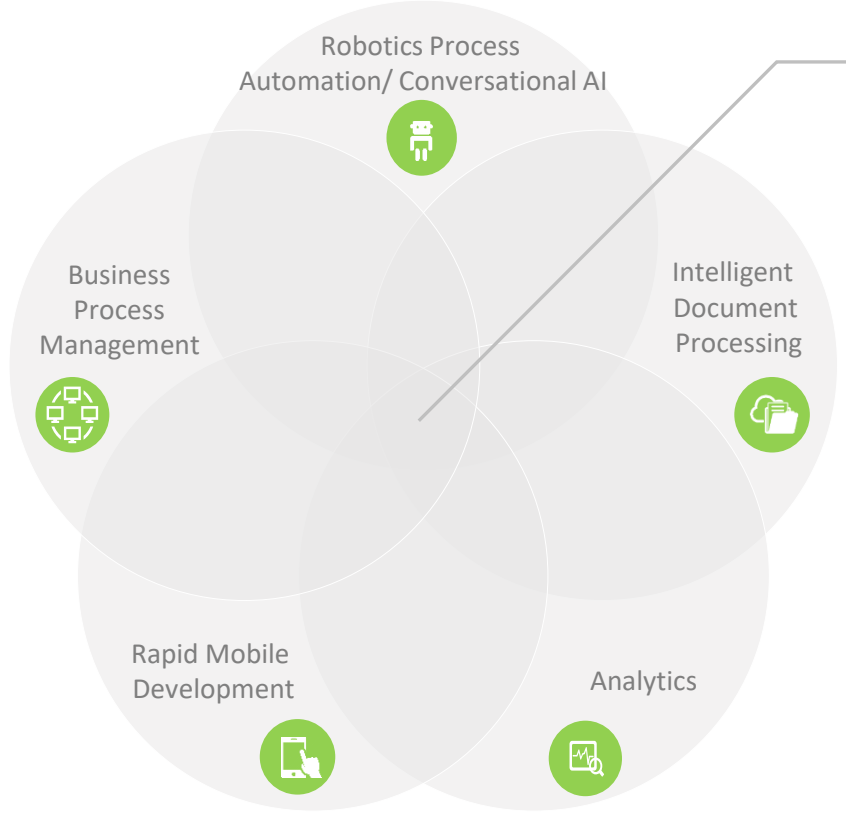 Robotics Process
Automation/ Conversational AI
Business
Process
Management
Intelligent
Document
Processing
Rapid Mobile
Development
Analytics